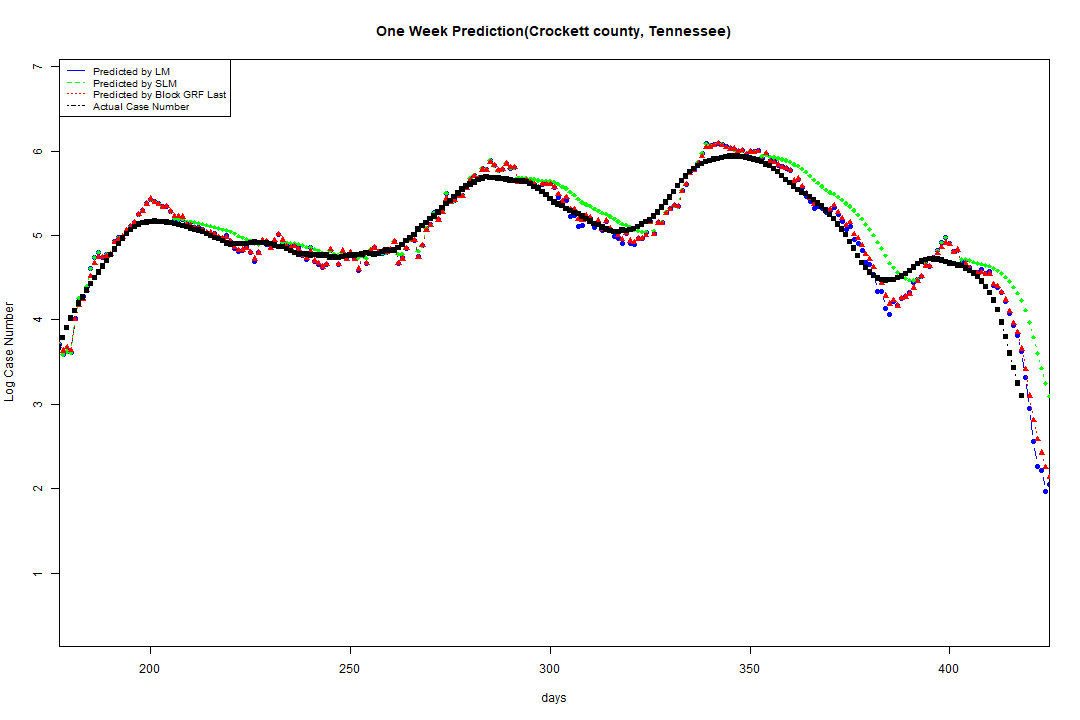 One Week Prediction(Crockett county, Tennessee)
Predicted by LM
Predicted by SLM
Predicted by Block GRF Last
Actual Case Number
7
6
5
4
3
2
1
Log Case Number
200 250 300 350 400
days